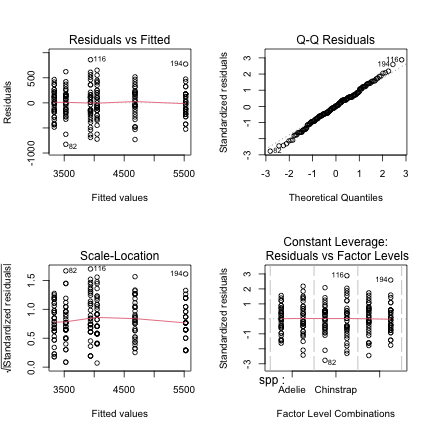 Residuals vs Fitted
Residuals
500
0
-1000
116
194
82
3500 4500 5500
Fitted values
Q-Q Residuals
Standardized residuals
3
2
1
0
-1
-3
116
194
82
-3 -2 -1 0 1 2 3
Theoretical Quantiles
Scale-Location
√|Standardized residuals|
1.5
1.0
0.5
0.0
82
116
194
3500 4500 5500
Fitted values
Constant Leverage:
Residuals vs Factor Levels
Standardized residuals
3
2
1
0
-1
-3
116
194
82
spp :
Adelie Chinstrap
Factor Level Combinations